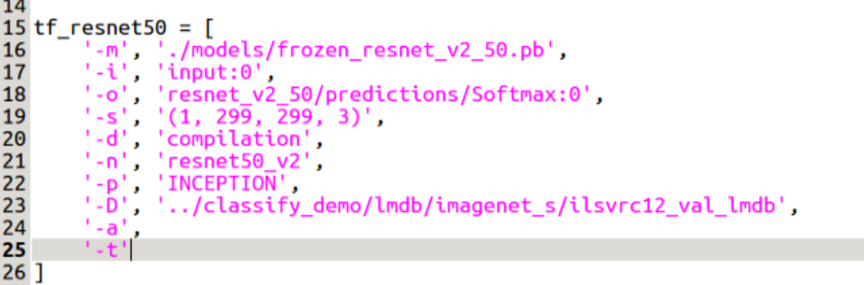 14
15 tf_resnet50 = [
16     '-m', './models/frozen_resnet_v2_50.pb',
17     '-i', 'input:0',
18     '-o', 'resnet_v2_50/predictions/Softmax:0',
19     '-s', '(1, 299, 299, 3)',
20     '-d', 'compilation',
21     '-n', 'resnet50_v2',
22     '-p', 'INCEPTION',
23     '-D', '../classify_demo/lmdb/imagenet_s/ilsvrc12_val_lmdb',
24     '-a',
25     '-t'
26 ]